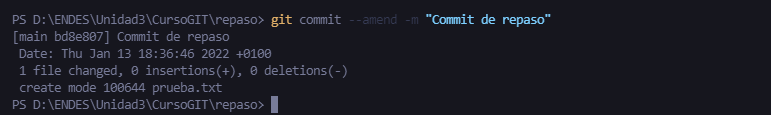 PS D:\ENDES\Unidad3\CursoGIT\repaso> git commit --amend -m "Commit de repaso"
[main bd8e807] Commit de repaso
 Date: Thu Jan 13 18:36:46 2022 +0100
 1 file changed, 0 insertions(+), 0 deletions(-)
 create mode 100644 prueba.txt
PS D:\ENDES\Unidad3\CursoGIT\repaso>